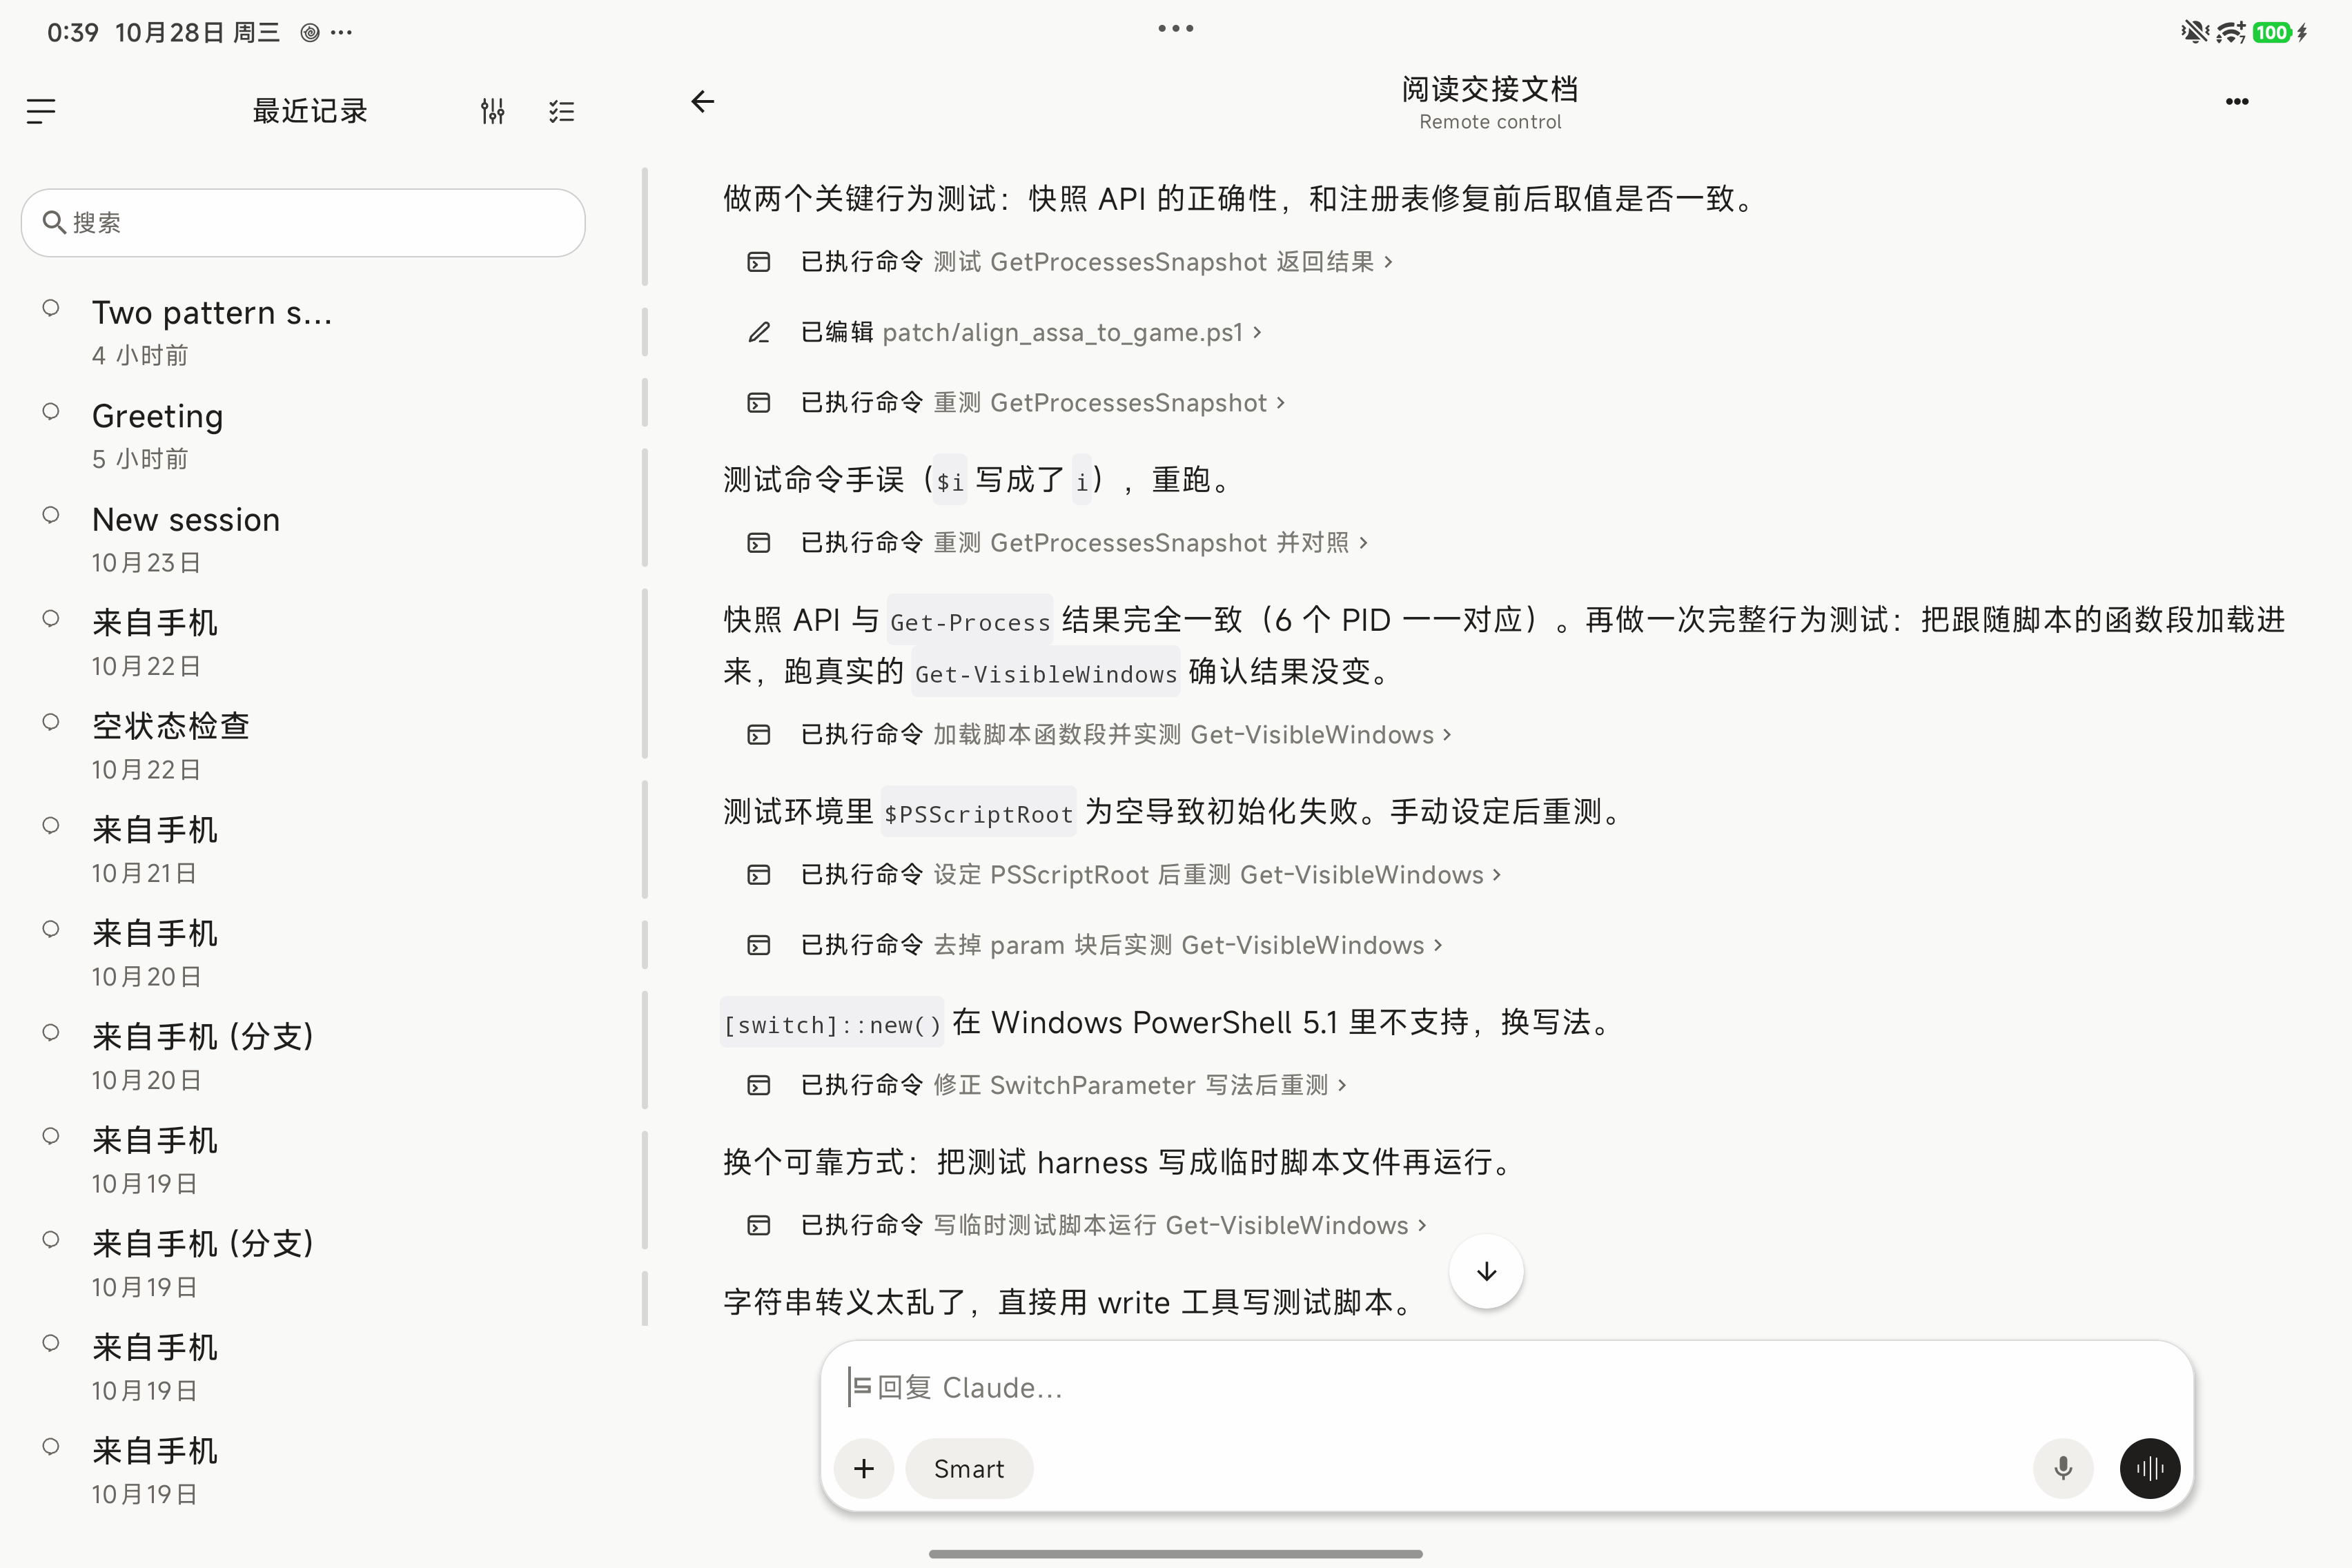 0:39 10月28日 周三
100
最近记录
搜索
Two pattern s...
4 小时前
Greeting
5 小时前
New session
10月23日
来自手机
10月22日
空状态检查
10月22日
来自手机
10月21日
来自手机
10月20日
来自手机 (分支)
10月20日
来自手机
10月19日
来自手机 (分支)
10月19日
来自手机
10月19日
来自手机
10月19日
阅读交接文档
Remote control
做两个关键行为测试：快照 API 的正确性，和注册表修复前后取值是否一致。
已执行命令 测试 GetProcessesSnapshot 返回结果 >
已编辑 patch/align_assa_to_game.ps1 >
已执行命令 重测 GetProcessesSnapshot >
测试命令手误（$i 写成了 i），重跑。
已执行命令 重测 GetProcessesSnapshot 并对照 >
快照 API 与 Get-Process 结果完全一致（6 个 PID 一一对应）。再做一次完整行为测试：把跟随脚本的函数段加载进
来，跑真实的 Get-VisibleWindows 确认结果没变。
已执行命令 加载脚本函数段并实测 Get-VisibleWindows >
测试环境里 $PSScriptRoot 为空导致初始化失败。手动设定后重测。
已执行命令 设定 PSScriptRoot 后重测 Get-VisibleWindows >
已执行命令 去掉 param 块后实测 Get-VisibleWindows >
[switch]::new() 在 Windows PowerShell 5.1 里不支持，换写法。
已执行命令 修正 SwitchParameter 写法后重测 >
换个可靠方式：把测试 harness 写成临时脚本文件再运行。
已执行命令 写临时测试脚本运行 Get-VisibleWindows >
字符串转义太乱了，直接用 write 工具写测试脚本。
回复 Claude...
Smart